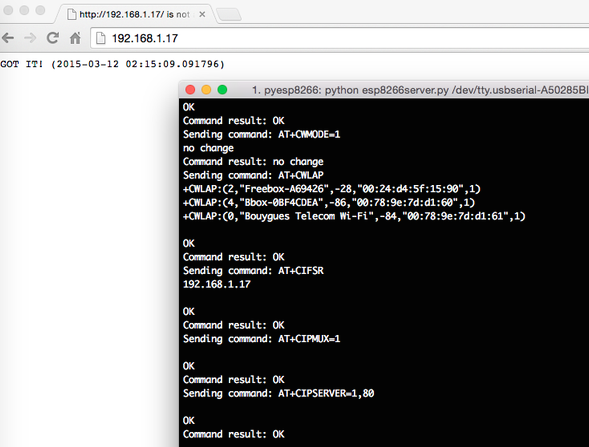 http://192.168.1.17/ is not
192.168.1.17
GOT IT! (2015-03-12 02:15:09.091796)
1. pyesp8266: python esp8266server.py /dev/tty.usbserial-A50285BI
OK
Command result: OK
Sending command: AT+CWMODE=1
no change
Command result: no change
Sending command: AT+CWLAP
+CWLAP:(2,"Freebox-A69426",-28,"00:24:d4:5f:15:90",1)
+CWLAP:(4,"Bbox-0BF4CDEA",-86,"00:78:9e:7d:d1:60",1)
+CWLAP:(0,"Bouygues Telecom Wi-Fi",-84,"00:78:9e:7d:d1:61",1)
OK
Command result: OK
Sending command: AT+CIFSR
192.168.1.17
OK
Command result: OK
Sending command: AT+CIPMUX=1
OK
Command result: OK
Sending command: AT+CIPSERVER=1,80
OK
Command result: OK